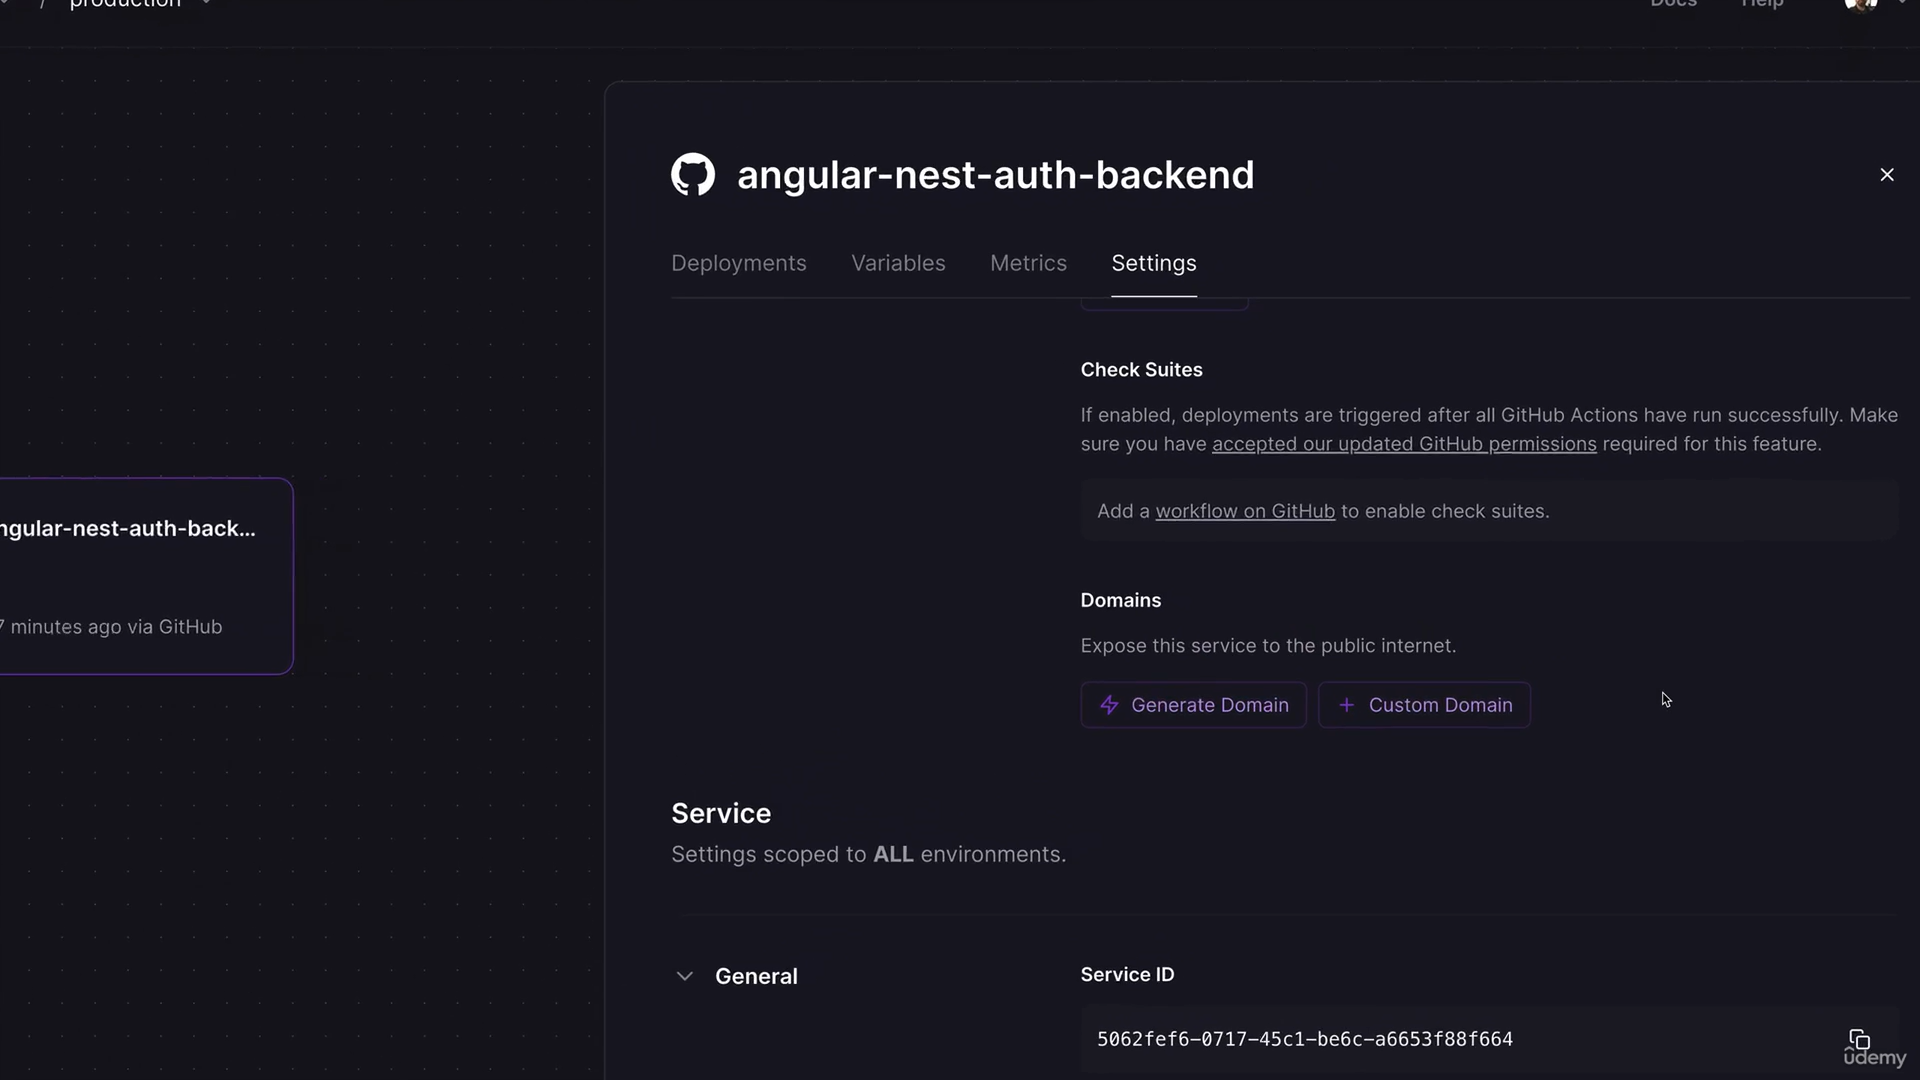 / production
Docs Help
angular-nest-auth-backend
Deployments Variables Metrics Settings
Check Suites
If enabled, deployments are triggered after all GitHub Actions have run successfully. Make
sure you have accepted our updated GitHub permissions required for this feature.
Add a workflow on GitHub to enable check suites.
ngular-nest-auth-back...
7 minutes ago via GitHub
Domains
Expose this service to the public internet.
Generate Domain
+ Custom Domain
Service
Settings scoped to ALL environments.
General
Service ID
5062fef6-0717-45c1-be6c-a6653f88f664
ûdemy